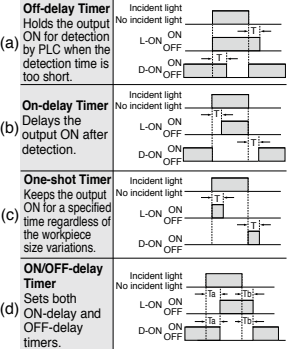 (a)
Off-delay Timer
Holds the output
ON for detection
by PLC when the
detection time is
too short.
Incident light
No incident light
L-ON ON
OFF
T
D-ON ON
OFF
T
(b)
On-delay Timer
Delays the
output ON after
detection.
Incident light
No incident light
T
L-ON ON
OFF
T
D-ON ON
OFF
(c)
One-shot Timer
Keeps the output
ON for a specified
time regardless of
the workpiece
size variations.
Incident light
No incident light
T
L-ON ON
OFF
T
D-ON ON
OFF
(d)
ON/OFF-delay
Timer
Sets both
ON-delay and
OFF-delay
timers.
Incident light
No incident light
Ta Tb
L-ON ON
OFF
Ta Tb
D-ON ON
OFF